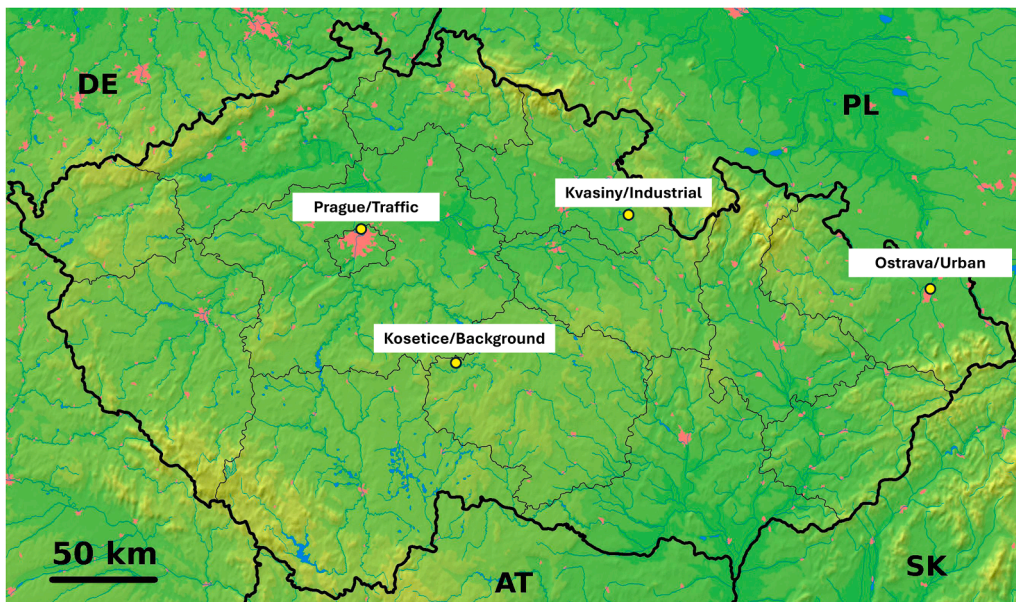 DE
PL
Kvasiny/Industrial
Prague/Traffic
Ostrava/Urban
Kosetice/Background
50 km
AT
SK